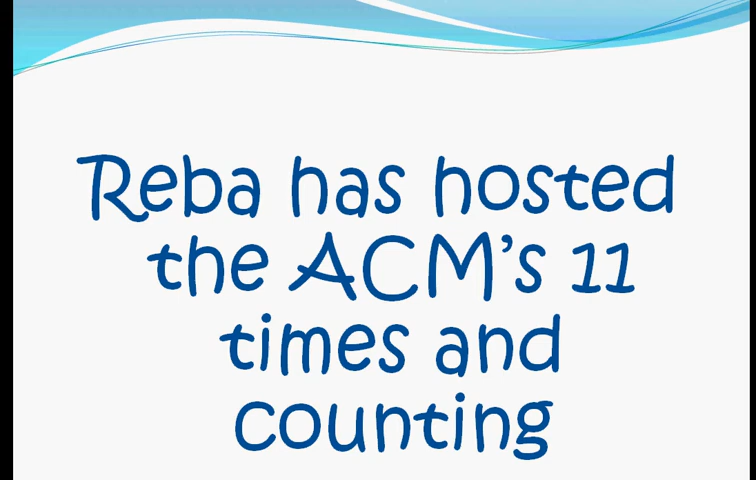 Reba has hosted
the ACM's 11
times and
counting